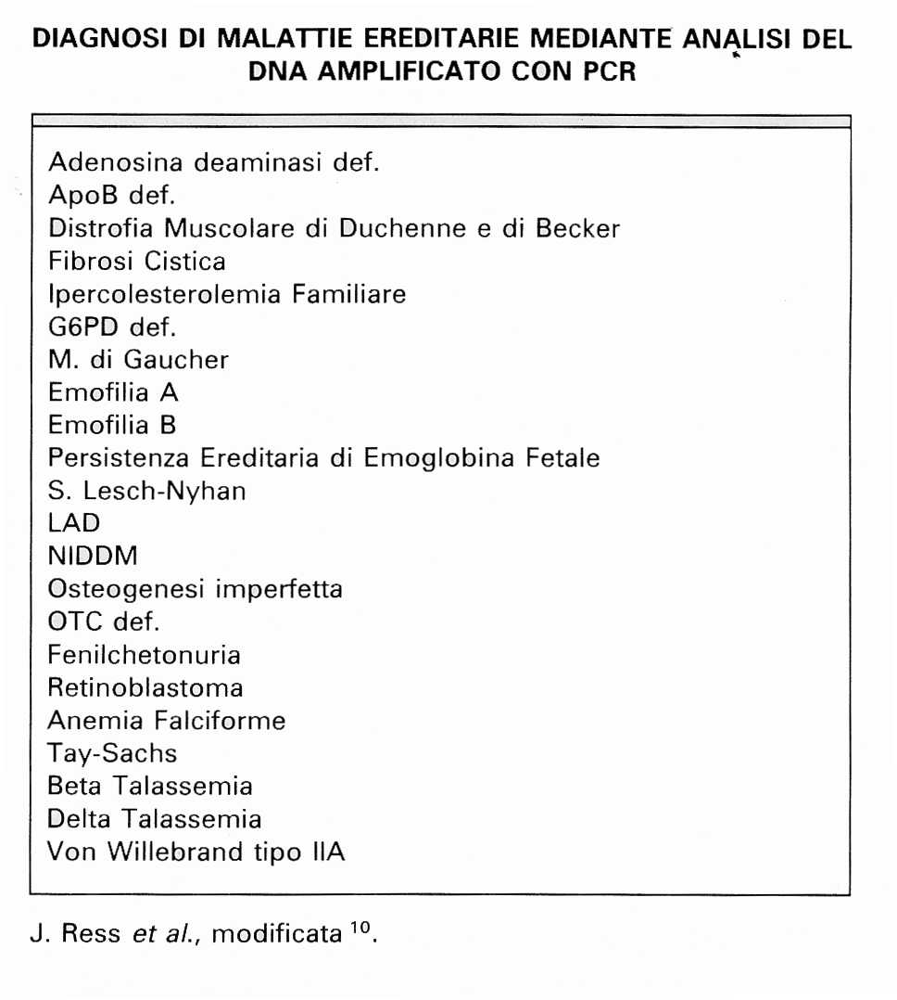 DIAGNOSI DI MALATTIE EREDITARIE MEDIANTE ANALISI DEL
DNA AMPLIFICATO CON PCR
Adenosina deaminasi def.
ApoB def.
Distrofia Muscolare di Duchenne e di Becker
Fibrosi Cistica
Ipercolesterolemia Familiare
G6PD def.
M. di Gaucher
Emofilia A
Emofilia B
Persistenza Ereditaria di Emoglobina Fetale
S. Lesch-Nyhan
LAD
NIDDM
Osteogenesi imperfetta
OTC def.
Fenilchetonuria
Retinoblastoma
Anemia Falciforme
Tay-Sachs
Beta Talassemia
Delta Talassemia
Von Willebrand tipo IIA
J. Ress et al., modificata ¹⁰.